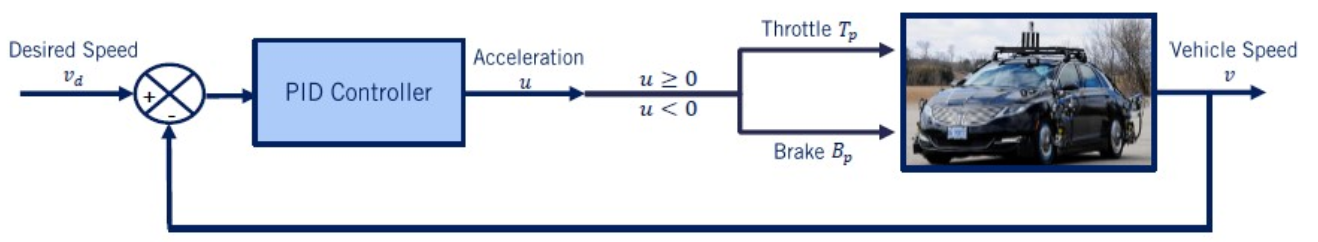 Desired Speed
v_d
+
-
PID Controller
Acceleration
u
u ≥ 0
u < 0
Throttle T_p
Brake B_p
Vehicle Speed
v